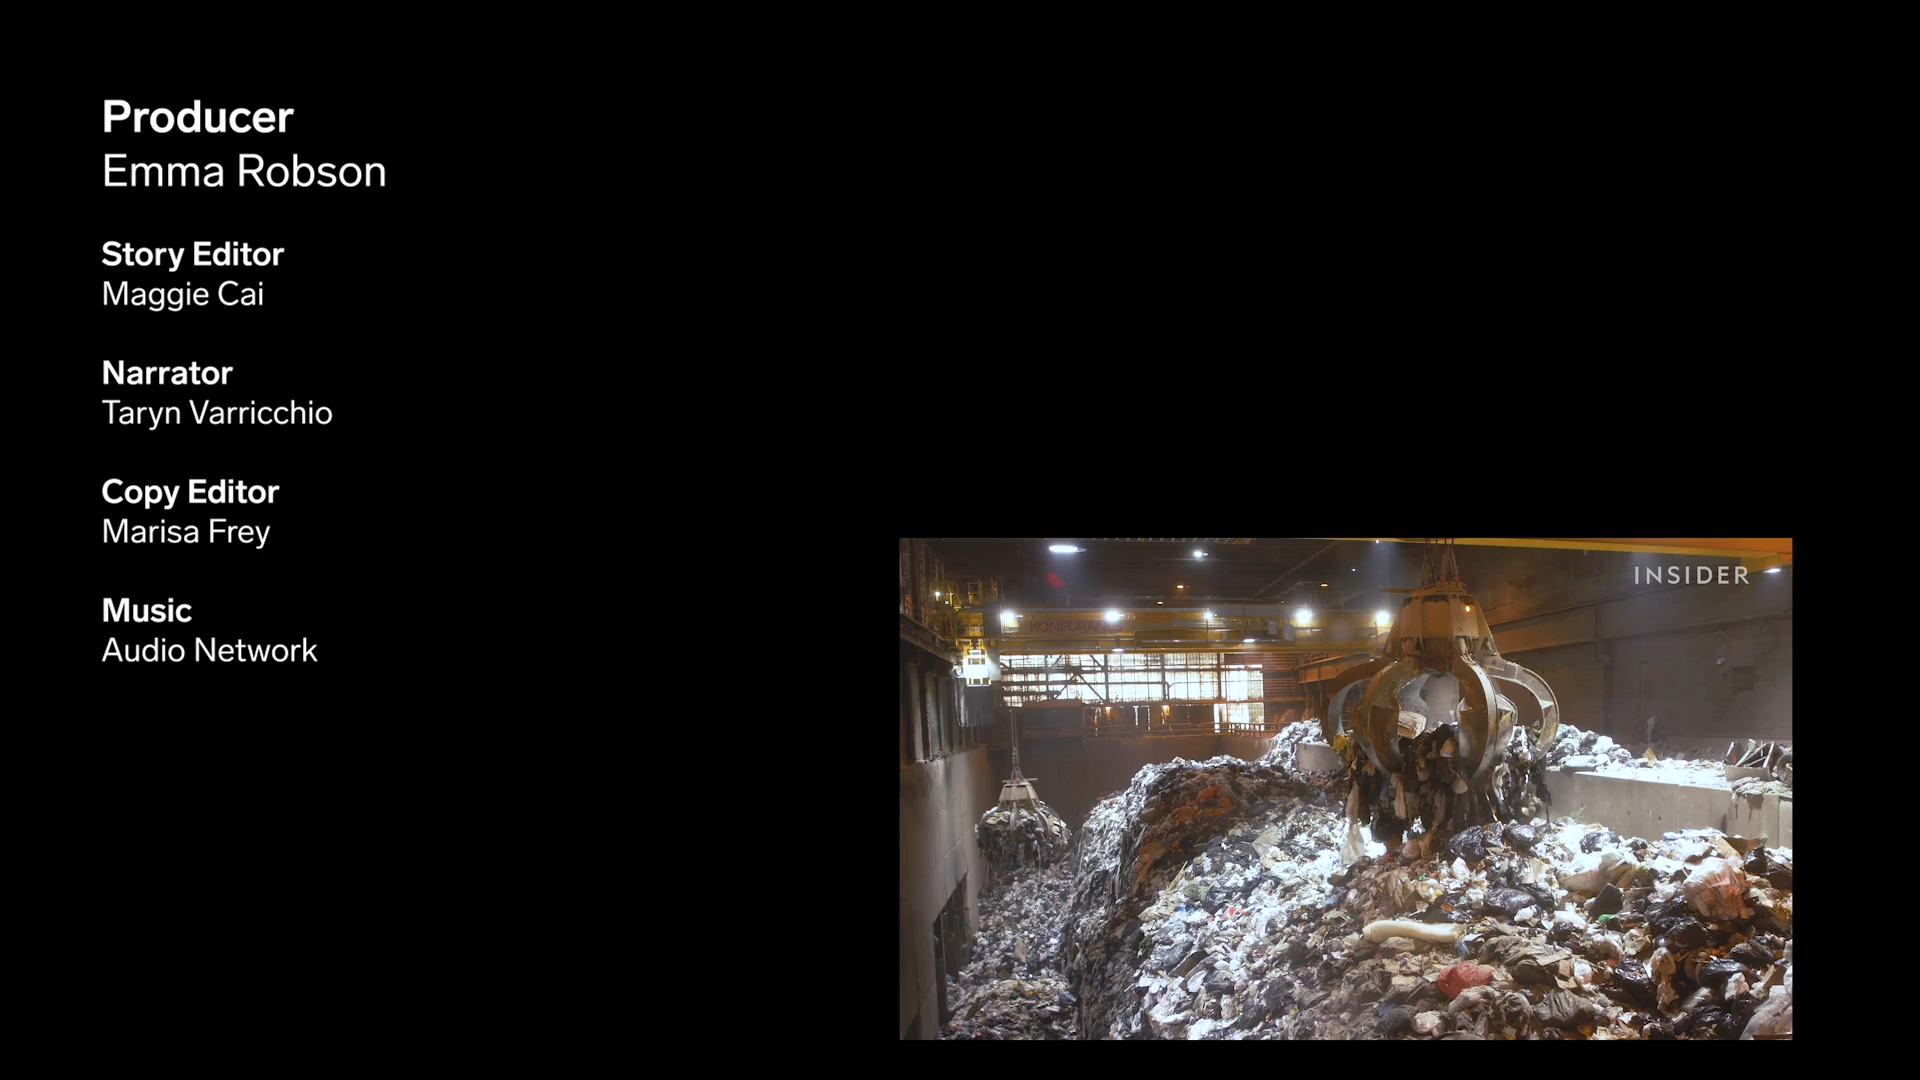 Producer
Emma Robson
Story Editor
Maggie Cai
Narrator
Taryn Varricchio
Copy Editor
Marisa Frey
Music
Audio Network
INSIDER